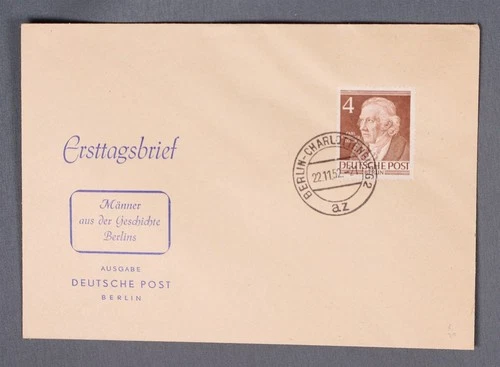 Ersttagsbrief
Männer
aus der Geschichte
Berlins
AUSGABE
DEUTSCHE POST
BERLIN
4
DEUTSCHE POST
BERLIN
BERLIN-CHARLOTTENBURG 2
22.11.52
az